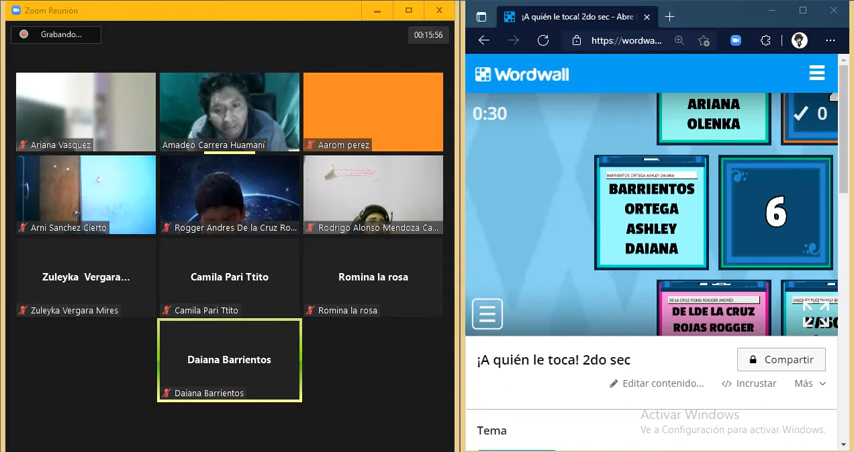 Zoom Reunión
Grabando...
00:15:56
Ariana Vasquez
Amadeo Carrera Huamaní
Aarom perez
Arni Sanchez Cierto
Rogger Andres De la Cruz Ro...
Rodrigo Alonso Mendoza Ca...
Zuleyka Vergara...
Zuleyka Vergara Mires
Camila Pari Ttito
Camila Pari Ttito
Romina la rosa
Romina la rosa
Daiana Barrientos
Daiana Barrientos
¡A quién le toca! 2do sec - Abre
https://wordwa...
Wordwall
0:30
ARIANA
OLENKA
0
BARRIENTOS ORTEGA ASHLEY DAIANA
BARRIENTOS
ORTEGA
ASHLEY
DAIANA
6
DE LA CRUZ ROJAS ROGGER ANDRÉS
DE LDE LA CRUZ
ROJAS ROGGER
¡A quién le toca! 2do sec
Compartir
Editar contenido...
Incrustar
Más
Tema
Activar Windows
Ve a Configuración para activar Windows.